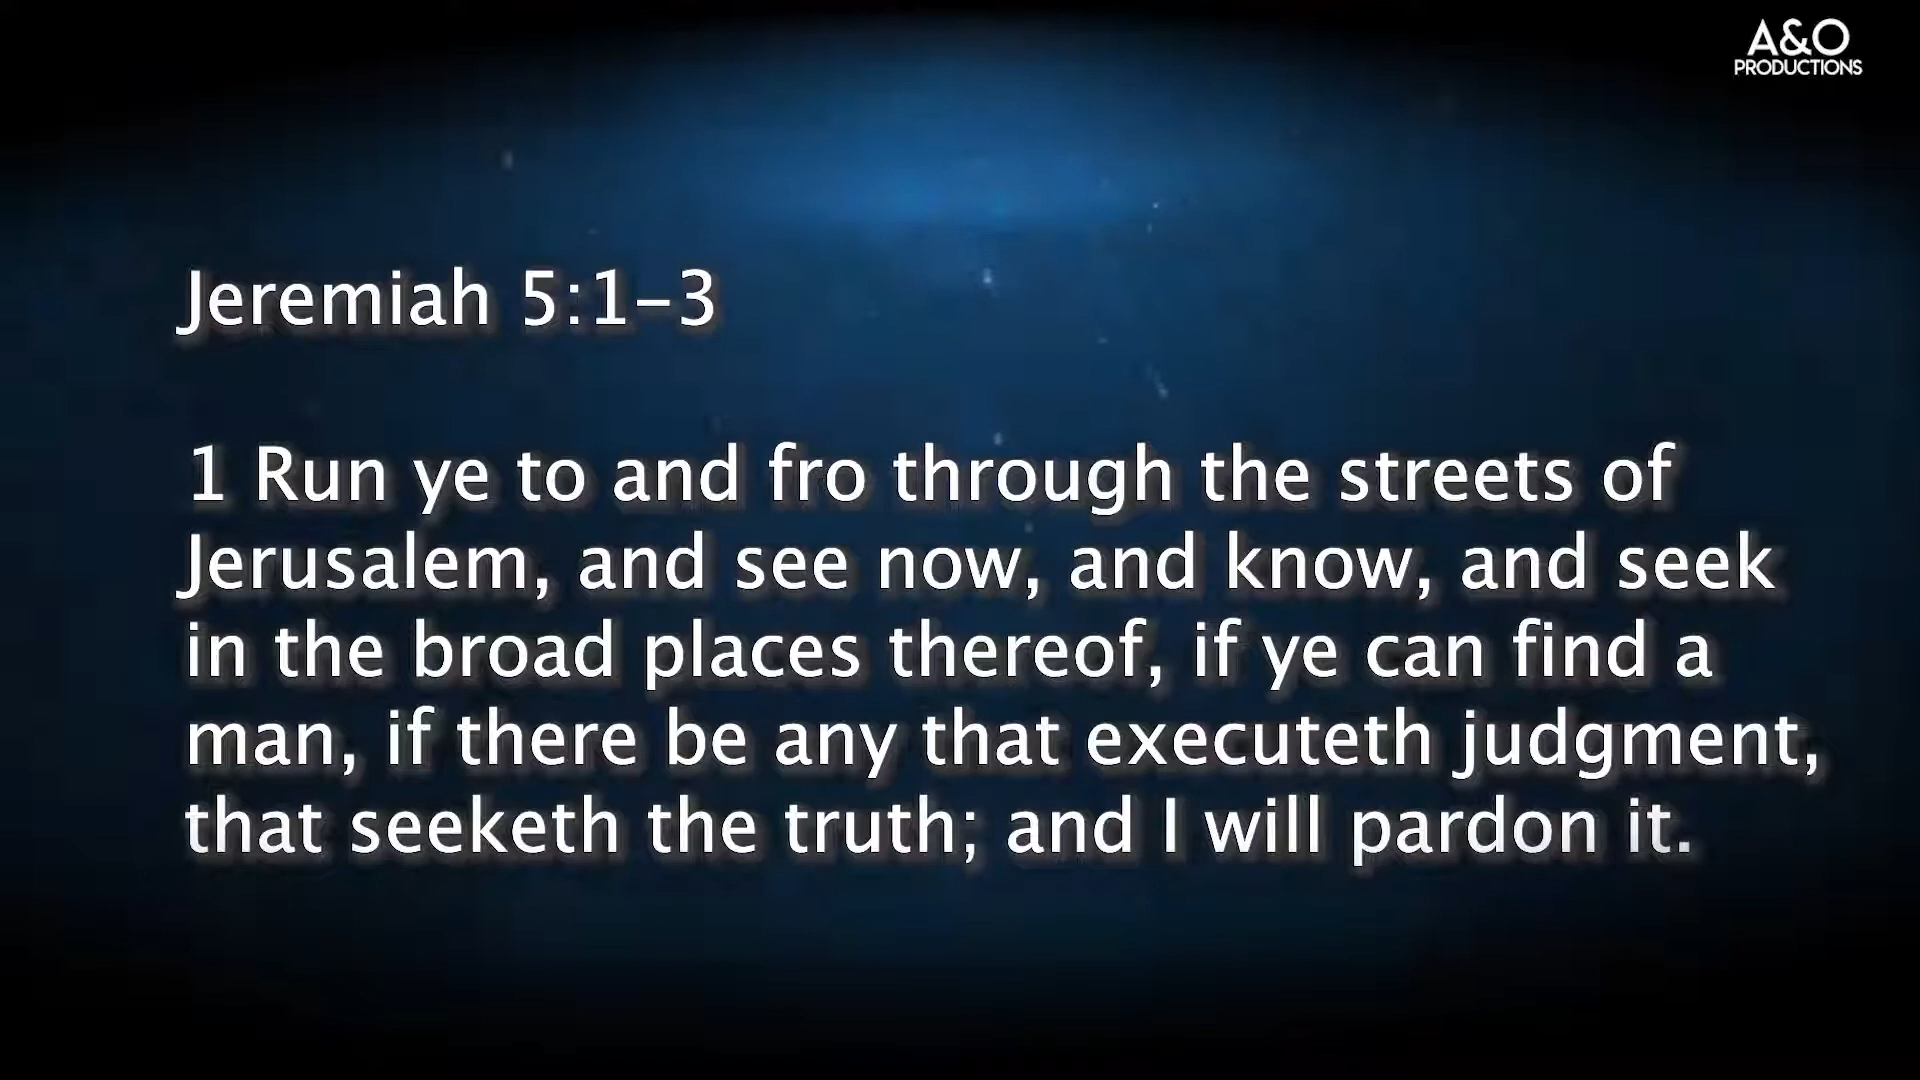 A&O
PRODUCTIONS
Jeremiah 5:1-3
1 Run ye to and fro through the streets of
Jerusalem, and see now, and know, and seek
in the broad places thereof, if ye can find a
man, if there be any that executeth judgment,
that seeketh the truth; and I will pardon it.